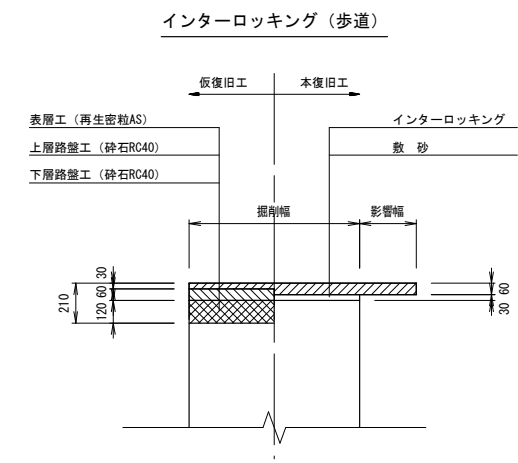 インターロッキング（歩道）
仮復旧工
本復旧工
表層工（再生密粒AS）
インターロッキング
上層路盤工（砕石RC40）
敷　砂
下層路盤工（砕石RC40）
掘削幅
影響幅
30
60
120
210
60
30